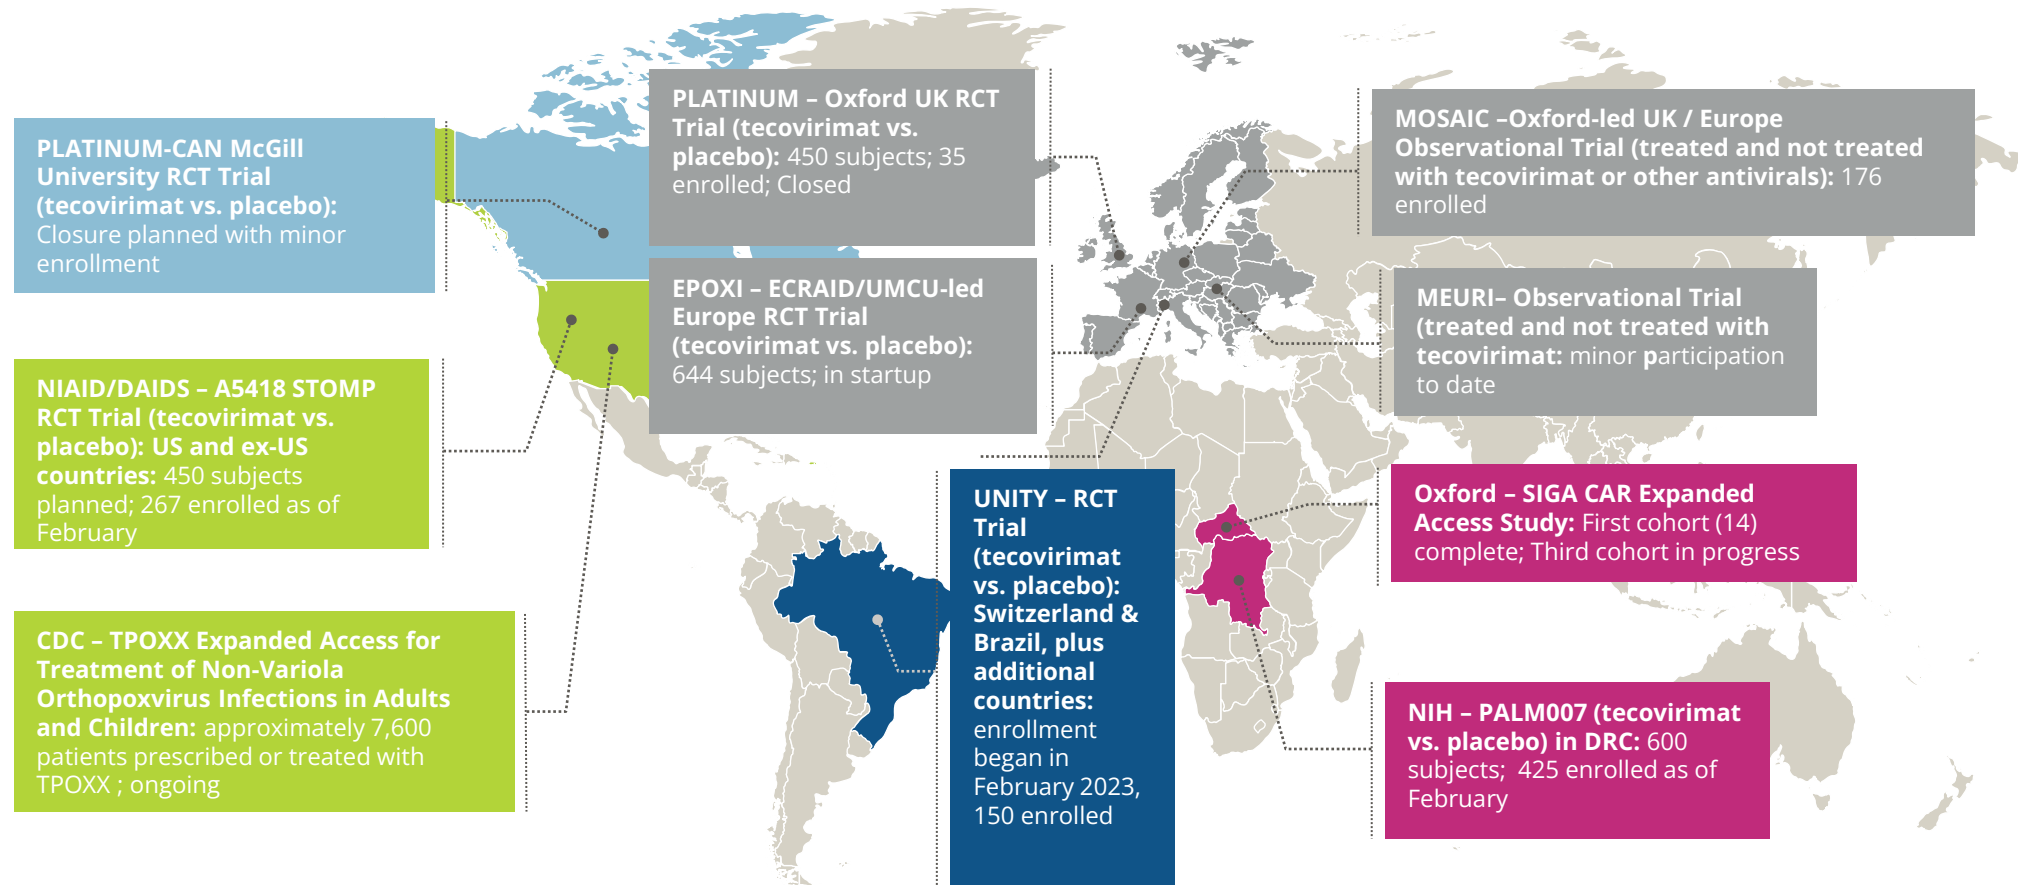 PLATINUM-CAN McGill
University RCT Trial
(tecovirimat vs. placebo):
Closure planned with minor
enrollment
NIAID/DAIDS – A5418 STOMP
RCT Trial (tecovirimat vs.
placebo): US and ex-US
countries: 450 subjects
planned; 267 enrolled as of
February
CDC – TPOXX Expanded Access for
Treatment of Non-Variola
Orthopoxvirus Infections in Adults
and Children: approximately 7,600
patients prescribed or treated with
TPOXX ; ongoing
PLATINUM – Oxford UK RCT
Trial (tecovirimat vs.
placebo): 450 subjects; 35
enrolled; Closed
EPOXI – ECRAID/UMCU-led
Europe RCT Trial
(tecovirimat vs. placebo):
644 subjects; in startup
UNITY – RCT
Trial
(tecovirimat
vs. placebo):
Switzerland &
Brazil, plus
additional
countries:
enrollment
began in
February 2023,
150 enrolled
MOSAIC –Oxford-led UK / Europe
Observational Trial (treated and not treated
with tecovirimat or other antivirals): 176
enrolled
MEURI– Observational Trial
(treated and not treated with
tecovirimat: minor participation
to date
Oxford – SIGA CAR Expanded
Access Study: First cohort (14)
complete; Third cohort in progress
NIH – PALM007 (tecovirimat
vs. placebo) in DRC: 600
subjects;  425 enrolled as of
February